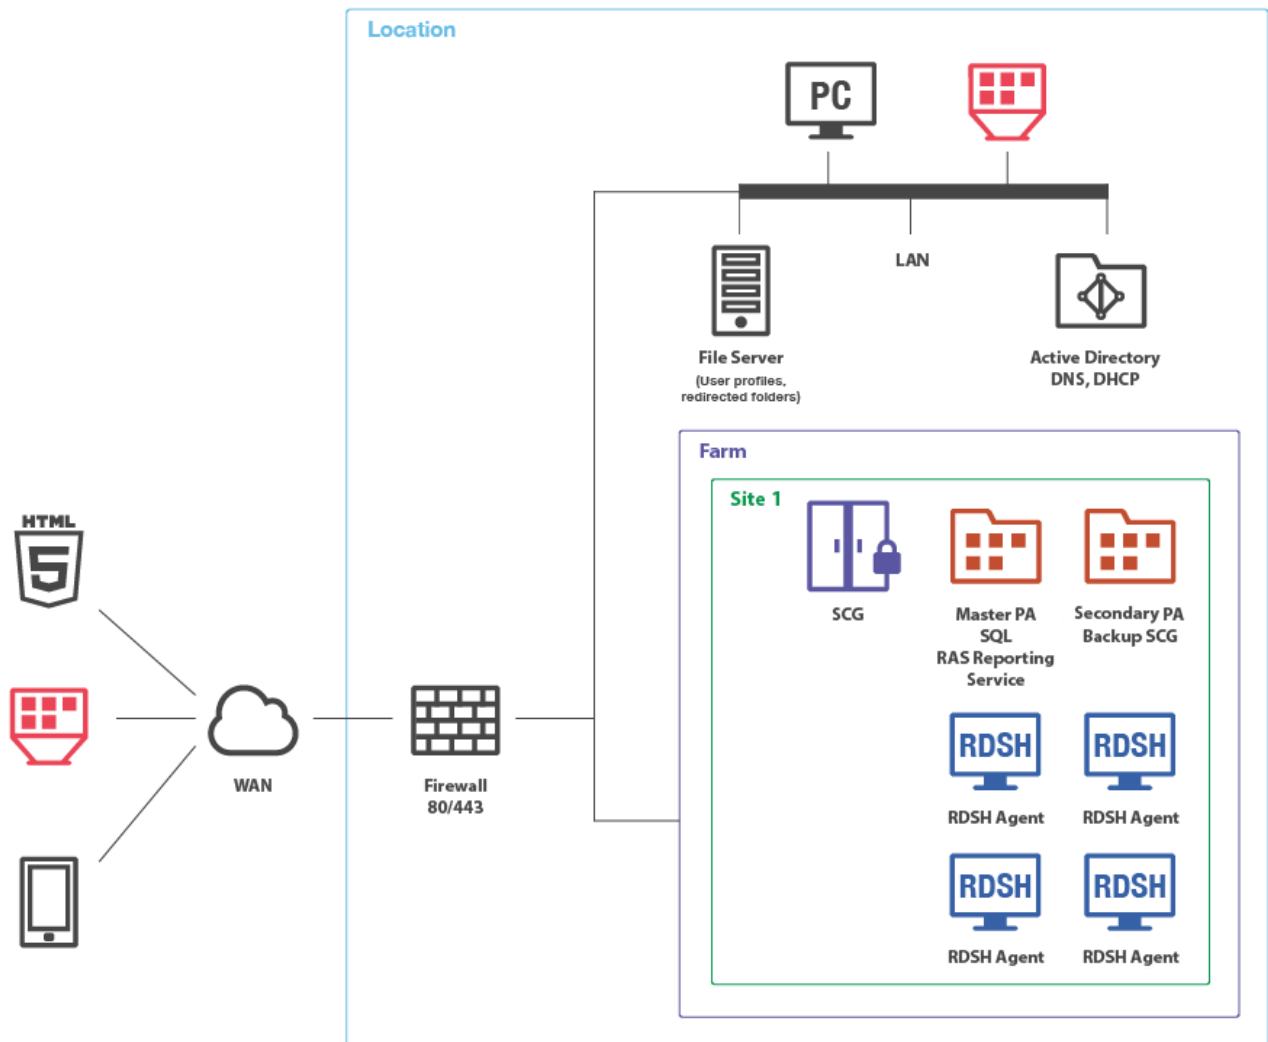 Location
PC
LAN
File Server
(User profiles,
redirected folders)
Active Directory
DNS, DHCP
Farm
Site 1
SCG
Master PA
SQL
RAS Reporting
Service
Secondary PA
Backup SCG
HTML
5
WAN
Firewall
80/443
RDSH
RDSH Agent
RDSH
RDSH Agent
RDSH
RDSH Agent
RDSH
RDSH Agent